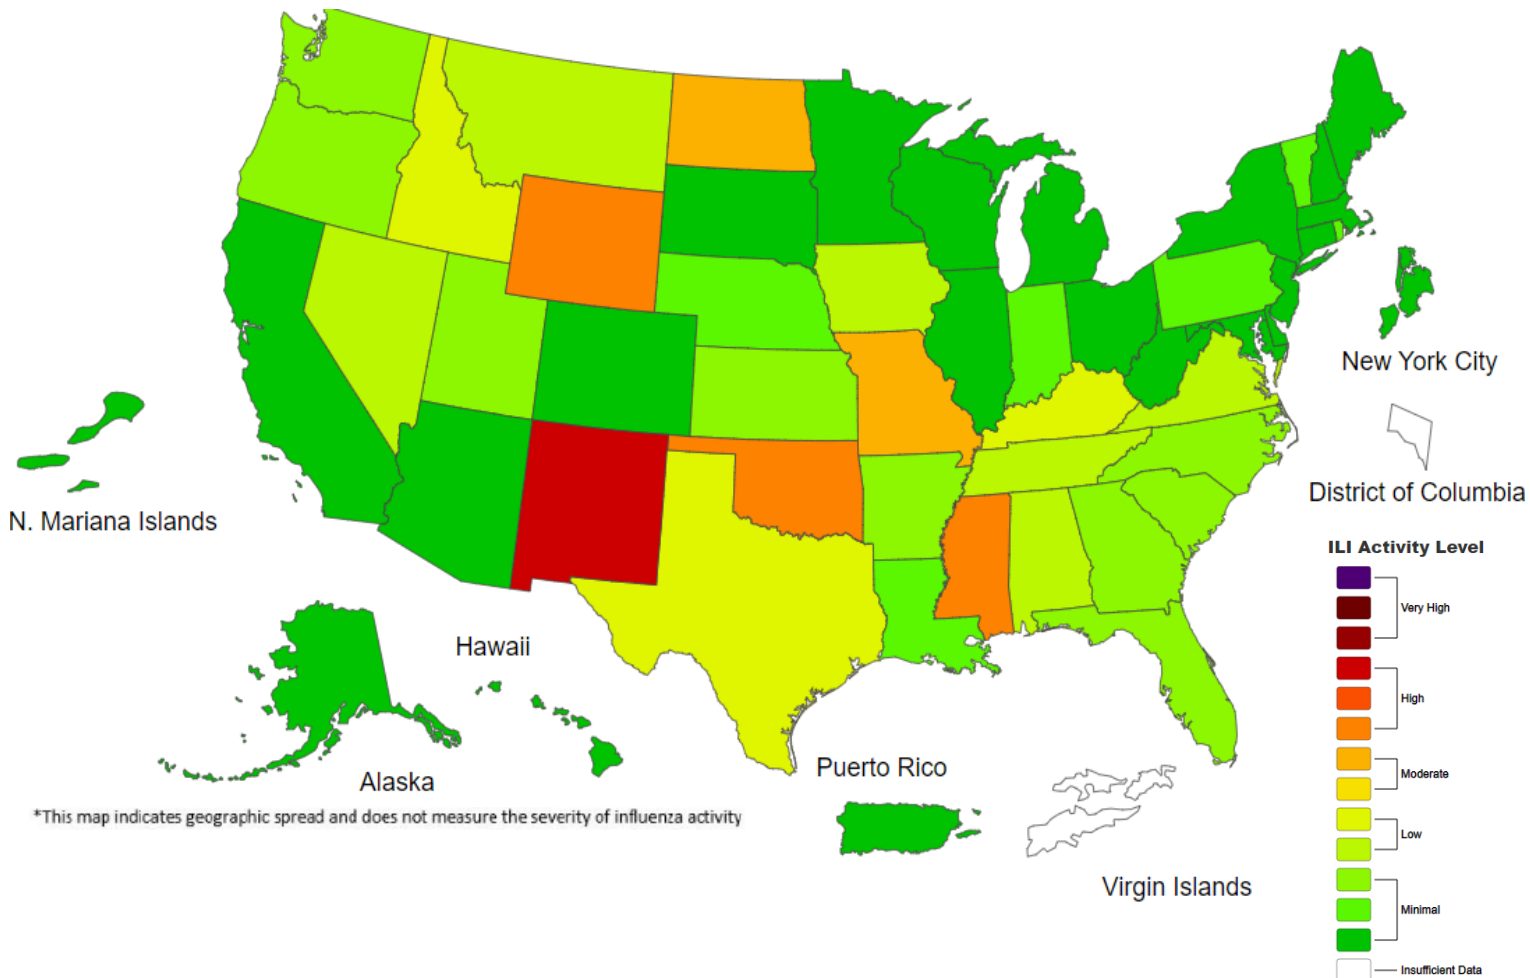 New York City
District of Columbia
N. Mariana Islands
ILI Activity Level
Very High
High
Moderate
Low
Minimal
Insufficient Data
Hawaii
Alaska
Puerto Rico
*This map indicates geographic spread and does not measure the severity of influenza activity
Virgin Islands